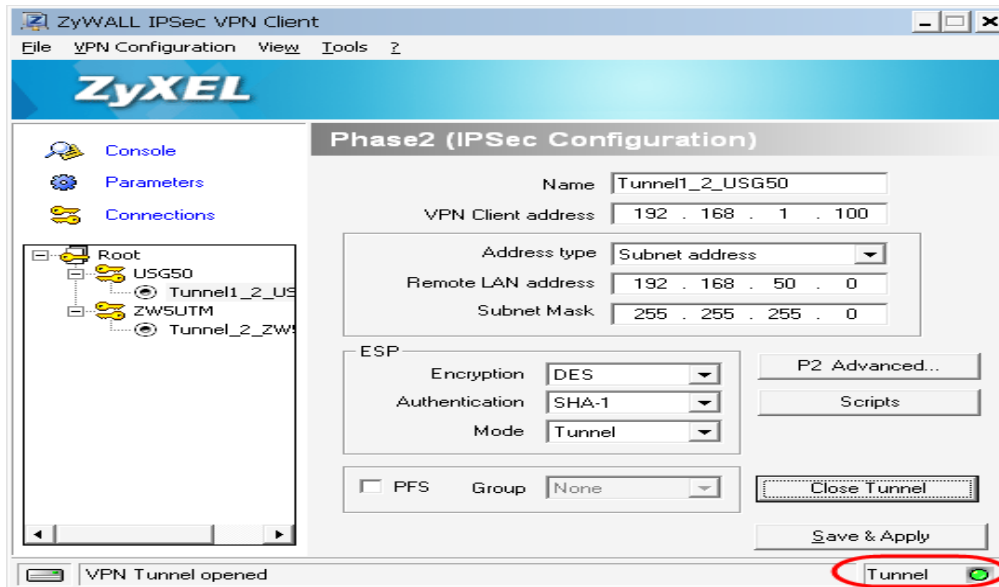 ZyWALL IPSec VPN Client
File VPN Configuration View Tools ?
ZyXEL
Console
Parameters
Connections
Root
USG50
Tunnel1_2_US
ZW5UTM
Tunnel_2_ZW
Phase2 (IPSec Configuration)
Name Tunnel1_2_USG50
VPN Client address 192 . 168 . 1 . 100
Address type Subnet address
Remote LAN address 192 . 168 . 50 . 0
Subnet Mask 255 . 255 . 255 . 0
ESP
Encryption DES
Authentication SHA-1
Mode Tunnel
P2 Advanced...
Scripts
PFS Group None
Close Tunnel
Save & Apply
VPN Tunnel opened
Tunnel